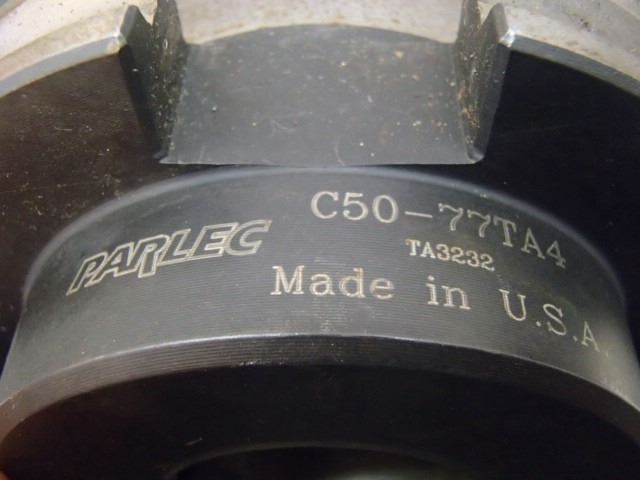 PARLEC
C50-77TA4
TA3232
Made in U.S.A.